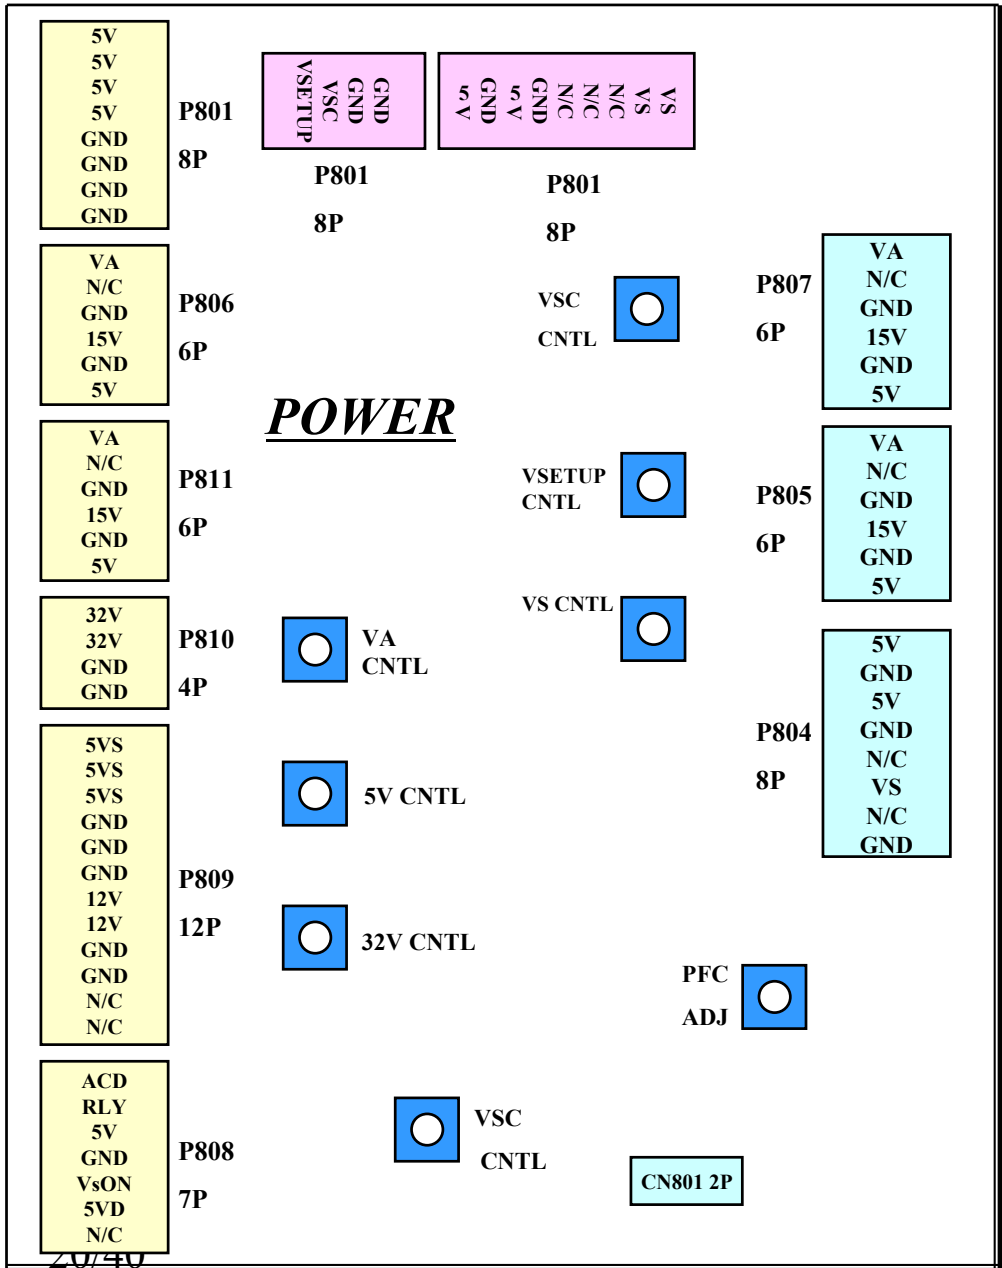 5V
5V
5V
5V
GND
GND
GND
GND
P801
8P
VSETUP
VSC
GND
GND
P801
8P
5V
GND
5V
GND
N/C
N/C
N/C
VS
VS
P801
8P
VA
N/C
GND
15V
GND
5V
P806
6P
VSC
CNTL
P807
6P
VA
N/C
GND
15V
GND
5V
POWER
VA
N/C
GND
15V
GND
5V
P811
6P
VSETUP
CNTL
P805
6P
VA
N/C
GND
15V
GND
5V
32V
32V
GND
GND
P810
4P
VA
CNTL
VS CNTL
P804
8P
5V
GND
5V
GND
N/C
VS
N/C
GND
5VS
5VS
5VS
GND
GND
GND
12V
12V
GND
GND
N/C
N/C
P809
12P
5V CNTL
32V CNTL
PFC
ADJ
ACD
RLY
5V
GND
VsON
5VD
N/C
P808
7P
VSC
CNTL
CN801 2P
20/40